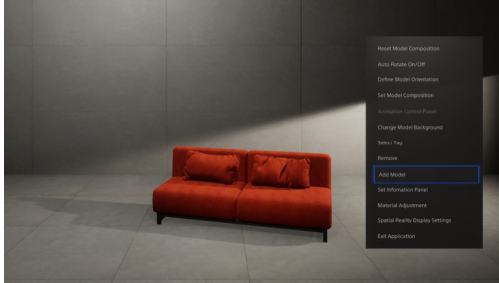 Reset Model Composition
Auto Rotate On/Off
Define Model Orientation
Set Model Composition
Animation Control Panel
Change Model Background
Select Tag
Remove
Add Model
Set Infomation Panel
Material Adjustment
Spatial Reality Display Settings
Exit Application